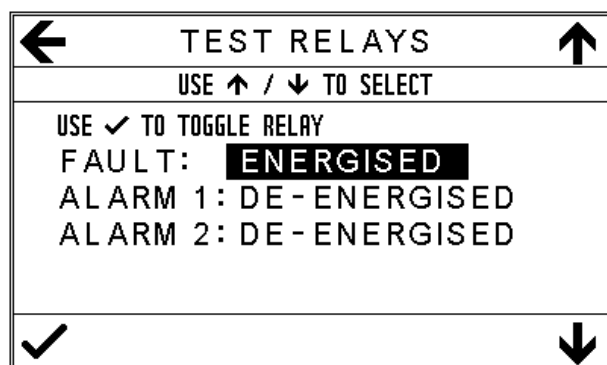 TEST RELAYS
USE ↑ / ↓ TO SELECT
USE ✓ TO TOGGLE RELAY
FAULT: ENERGISED
ALARM 1: DE-ENERGISED
ALARM 2: DE-ENERGISED